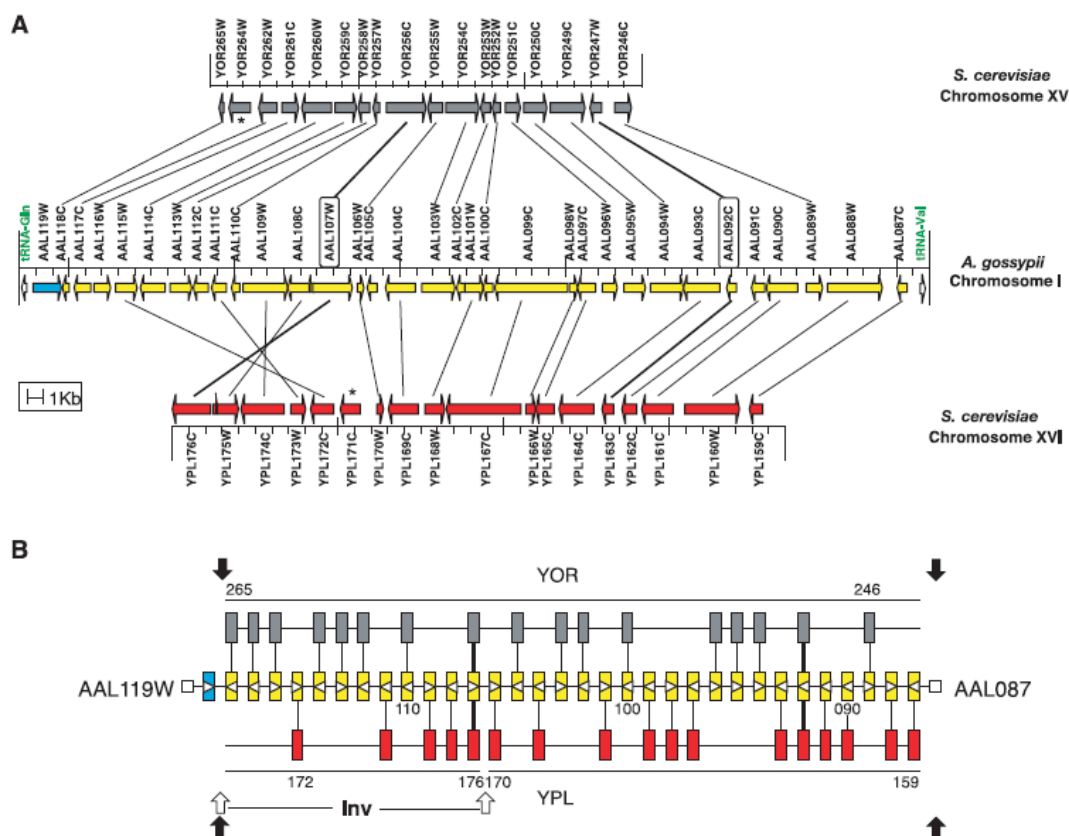 A
YOR265W YOR264W YOR262W YOR261C YOR260W YOR259C YOR258W YOR257W YOR256C YOR255W YOR254C YOR253W YOR252W YOR251C YOR250C YOR249C YOR247W YOR246C
S. cerevisiae
Chromosome XV
*
tRNA-Gln AAL119W AAL118C AAL117C AAL116W AAL115W AAL114C AAL113W AAL112C AAL111C AAL110C AAL109W AAL108C AAL107W AAL106W AAL105C AAL104C AAL103W AAL102C AAL101W AAL100C AAL099C AAL098W AAL097C AAL096W AAL095W AAL094W AAL093C AAL092C AAL091C AAL090C AAL089W AAL088W AAL087C tRNA-Val
A. gossypii
Chromosome I
1Kb
*
S. cerevisiae
Chromosome XVI
YPL176C YPL175W YPL174C YPL173W YPL172C YPL171C YPL170W YPL169C YPL168W YPL167C YPL166W YPL165C YPL164C YPL163C YPL162C YPL161C YPL160W YPL159C
B
YOR
265 246
AAL119W AAL087
110 100 090
172 176 170 159
Inv YPL